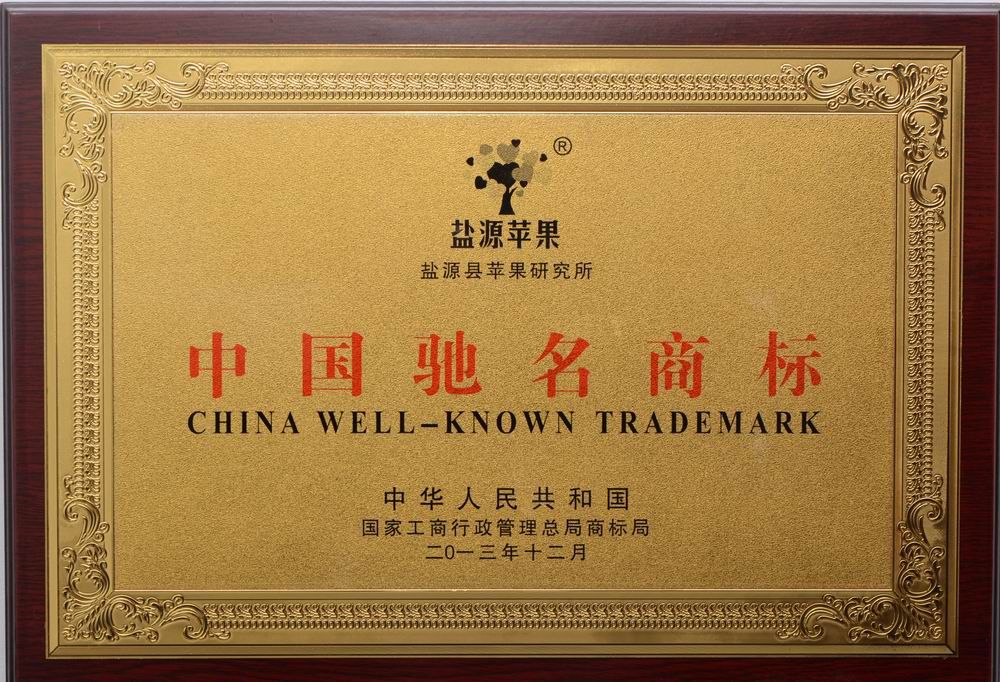 ®
盐源苹果
盐源县苹果研究所
中国驰名商标
CHINA WELL-KNOWN TRADEMARK
中华人民共和国
国家工商行政管理总局商标局
二0一三年十二月